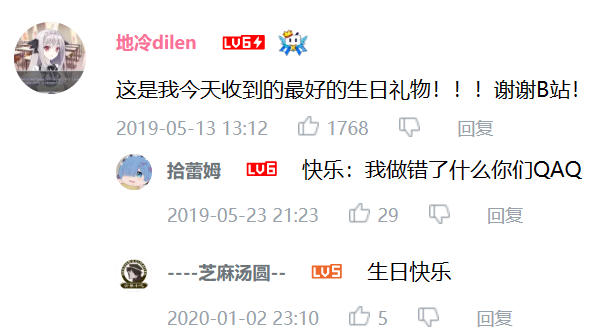 地冷dilen LV6
这是我今天收到的最好的生日礼物！！！谢谢B站！
2019-05-13 13:12 1768 回复
拾蕾姆 LV6 快乐：我做错了什么你们QAQ
2019-05-23 21:23 29 回复
----芝麻汤圆-- LV5 生日快乐
2020-01-02 23:10 5 回复